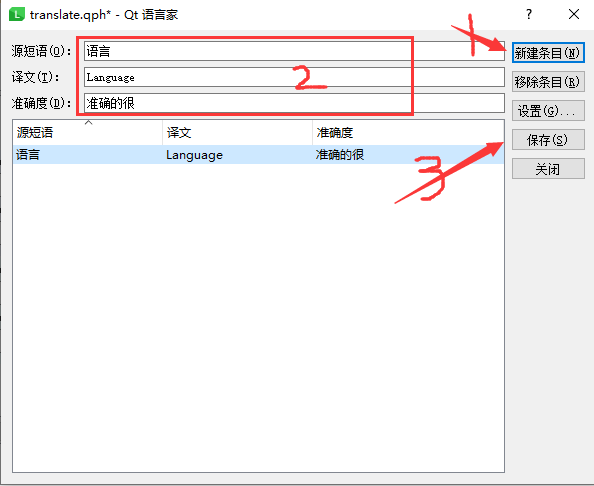 translate.qph* - Qt 语言家
源短语(O): 语言 新建条目(N)
译文(T): Language 移除条目(R)
准确度(D): 准确的很 设置(G)...
源短语 译文 准确度 保存(S)
语言 Language 准确的很 关闭
1
2
3